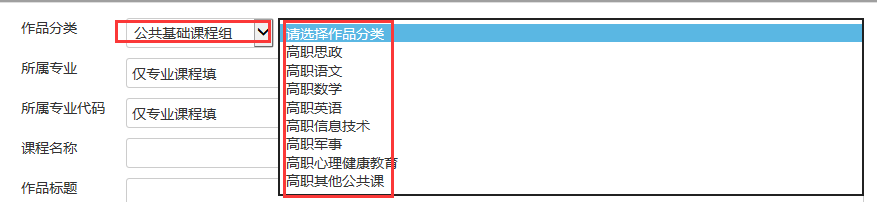 作品分类 公共基础课程组 请选择作品分类
高职思政
所属专业 仅专业课程填 高职语文
高职数学
所属专业代码 仅专业课程填 高职英语
高职信息技术
课程名称 高职军事
高职心理健康教育
作品标题 高职其他公共课